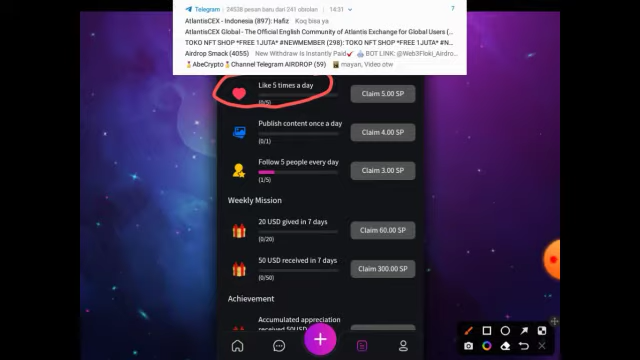 Telegram · 24538 pesan baru dari 241 obrolan · 14:31
7
AtlantisCEX - Indonesia (897): Hafiz Koq bisa ya
AtlantisCEX Global - The Official English Community of Atlantis Exchange for Global Users (...
TOKO NFT SHOP *FREE 1JUTA* #NEWMEMBER (298): TOKO NFT SHOP *FREE 1JUTA* #N...
Airdrop Smack (4055) New Withdraw Is Instantly Paid✔ BOT LINK: @Web3Floki_Airdro...
🏅AbeCrypto🏅Channel Telegram AIRDROP (59) mayan, Video otw
Like 5 times a day
(0/5)
Claim 5.00 SP
Publish content once a day
(0/1)
Claim 4.00 SP
Follow 5 people every day
(1/5)
Claim 3.00 SP
Weekly Mission
20 USD gived in 7 days
(0/20)
Claim 60.00 SP
50 USD received in 7 days
(0/50)
Claim 300.00 SP
Achievement
Accumulated appreciation
received 50USD